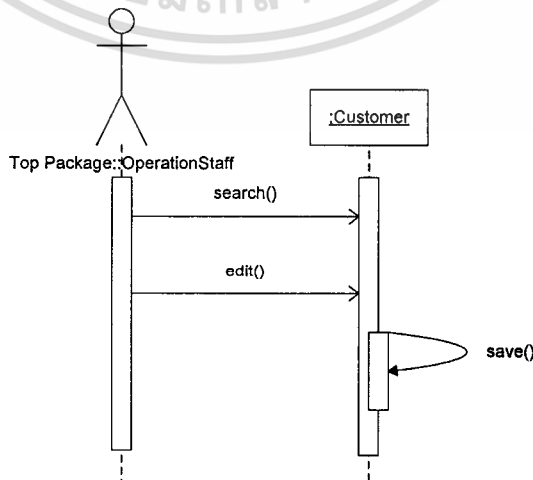 :Customer
Top Package::OperationStaff
search()
edit()
save()